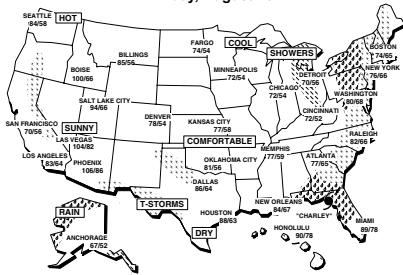 SEATTLE
84/58
HOT
FARGO
74/54
COOL
BILLINGS
85/56
SHOWERS
BOSTON
74/65
MINNEAPOLIS
72/54
NEW YORK
76/66
BOISE
100/66
DETROIT
70/56
CHICAGO
72/54
WASHINGTON
80/68
SALT LAKE CITY
94/66
DENVER
78/54
KANSAS CITY
77/58
CINCINNATI
72/52
SAN FRANCISCO
70/56
SUNNY
RALEIGH
82/66
LAS VEGAS
104/82
COMFORTABLE
MEMPHIS
77/59
LOS ANGELES
83/64
PHOENIX
106/86
OKLAHOMA CITY
81/56
ATLANTA
77/65
DALLAS
86/64
RAIN
T-STORMS
NEW ORLEANS
84/67
HOUSTON
88/63
"CHARLEY"
MIAMI
89/78
ANCHORAGE
67/52
DRY
HONOLULU
90/78